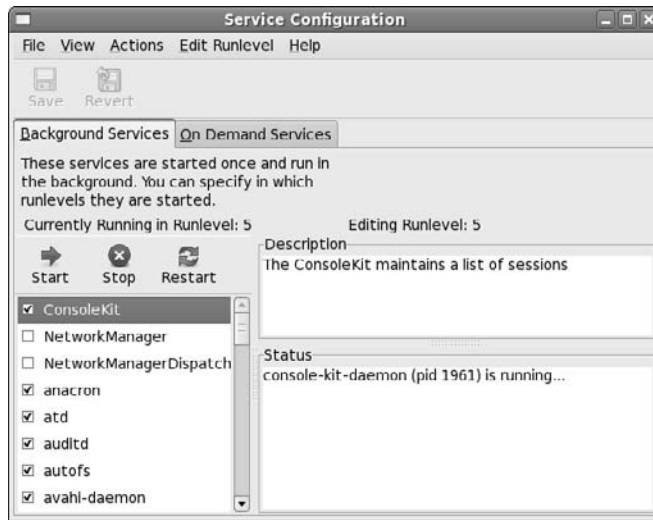 Service Configuration
File View Actions Edit Runlevel Help
Save Revert
Background Services On Demand Services
These services are started once and run in
the background. You can specify in which
runlevels they are started.
Currently Running in Runlevel: 5 Editing Runlevel: 5
Start Stop Restart
Description
The ConsoleKit maintains a list of sessions
ConsoleKit
NetworkManager
NetworkManagerDispatch
anacron
atd
auditd
autofs
avahi-daemon
Status
console-kit-daemon (pid 1961) is running...